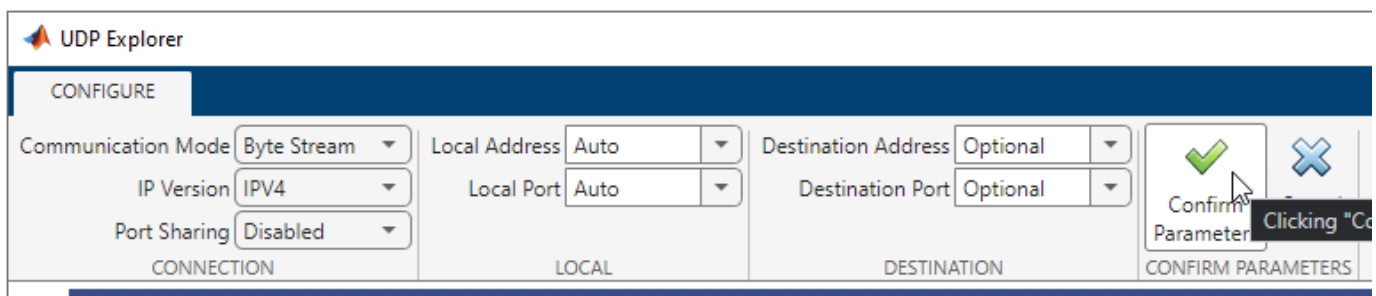 UDP Explorer
CONFIGURE
Communication Mode Byte Stream Local Address Auto Destination Address Optional
IP Version IPV4 Local Port Auto Destination Port Optional
Confirm
Port Sharing Disabled Parameter Clicking "Co
CONNECTION LOCAL DESTINATION CONFIRM PARAMETERS